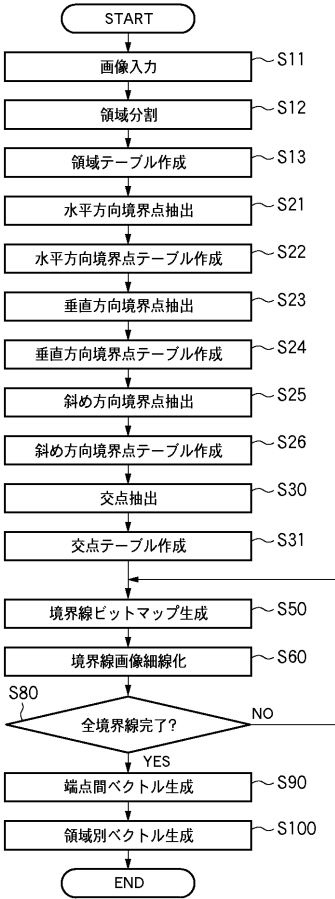 START
画像入力 S11
領域分割 S12
領域テーブル作成 S13
水平方向境界点抽出 S21
水平方向境界点テーブル作成 S22
垂直方向境界点抽出 S23
垂直方向境界点テーブル作成 S24
斜め方向境界点抽出 S25
斜め方向境界点テーブル作成 S26
交点抽出 S30
交点テーブル作成 S31
境界線ビットマップ生成 S50
境界線画像細線化 S60
S80
全境界線完了? NO
YES
端点間ベクトル生成 S90
領域別ベクトル生成 S100
END